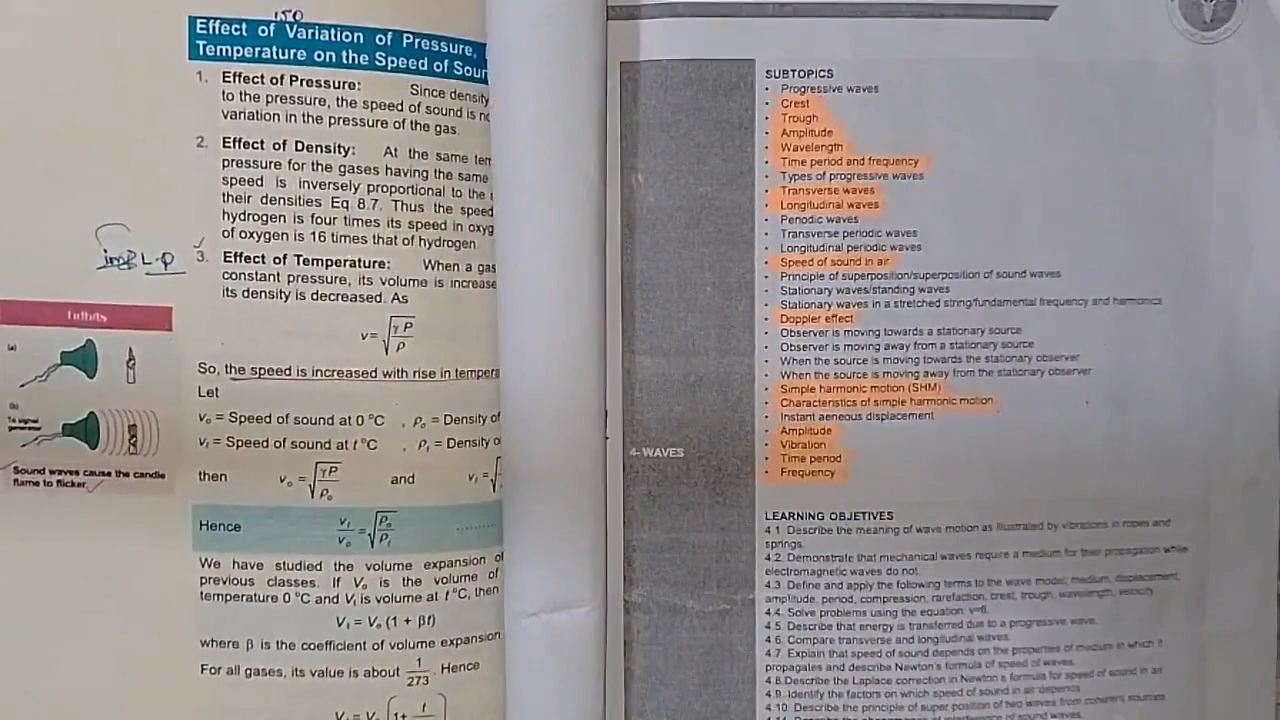 150
Effect of Variation of Pressure,
Temperature on the Speed of Soun
1. Effect of Pressure: Since density
to the pressure, the speed of sound is no
variation in the pressure of the gas.
2. Effect of Density: At the same tem
pressure for the gases having the same
speed is inversely proportional to the
their densities Eq 8.7. Thus the speed
hydrogen is four times its speed in oxyg
of oxygen is 16 times that of hydrogen
3. Effect of Temperature: When a gas
constant pressure, its volume is increase
its density is decreased. As
v = √(γP/ρ)
So, the speed is increased with rise in tempera
Let
v₀ = Speed of sound at 0 °C , ρ₀ = Density of
vₜ = Speed of sound at t °C , ρₜ = Density o
then v₀ = √(γP/ρ₀) and vₜ = √
Hence vₜ/v₀ = √(ρ₀/ρₜ) ........
We have studied the volume expansion of
previous classes. If V₀ is the volume of
temperature 0 °C and Vₜ is volume at t °C, then
Vₜ = V₀ (1 + βt)
where β is the coefficient of volume expansion
For all gases, its value is about 1/273 . Hence
Vₜ = V₀ (1 + t
Tidbits
(a)
(b)
To signal
generator
Sound waves cause the candle
flame to flicker.
4- WAVES
SUBTOPICS
• Progressive waves
• Crest
• Trough
• Amplitude
• Wavelength
• Time period and frequency
• Types of progressive waves
• Transverse waves
• Longitudinal waves
• Periodic waves
• Transverse periodic waves
• Longitudinal periodic waves
• Speed of sound in air
• Principle of superposition/superposition of sound waves
• Stationary waves/standing waves
• Stationary waves in a stretched string/fundamental frequency and harmonics
• Doppler effect
• Observer is moving towards a stationary source
• Observer is moving away from a stationary source
• When the source is moving towards the stationary observer
• When the source is moving away from the stationary observer
• Simple harmonic motion (SHM)
• Characteristics of simple harmonic motion
• Instant aeneous displacement
• Amplitude
• Vibration
• Time period
• Frequency
LEARNING OBJECTIVES
4.1. Describe the meaning of wave motion as illustrated by vibrations in ropes and
springs.
4.2. Demonstrate that mechanical waves require a medium for their propagation while
electromagnetic waves do not.
4.3. Define and apply the following terms to the wave model; medium, displacement,
amplitude, period, compression, rarefaction, crest, trough, wavelength, velocity.
4.4. Solve problems using the equation: v=fl.
4.5. Describe that energy is transferred due to a progressive wave.
4.6. Compare transverse and longitudinal waves.
4.7. Explain that speed of sound depends on the properties of medium in which it
propagates and describe Newton's formula of speed of waves.
4.8.Describe the Laplace correction in Newton's formula for speed of sound in air
4.9. Identify the factors on which speed of sound in air depends
4.10. Describe the principle of super position of two waves from coherent sources.